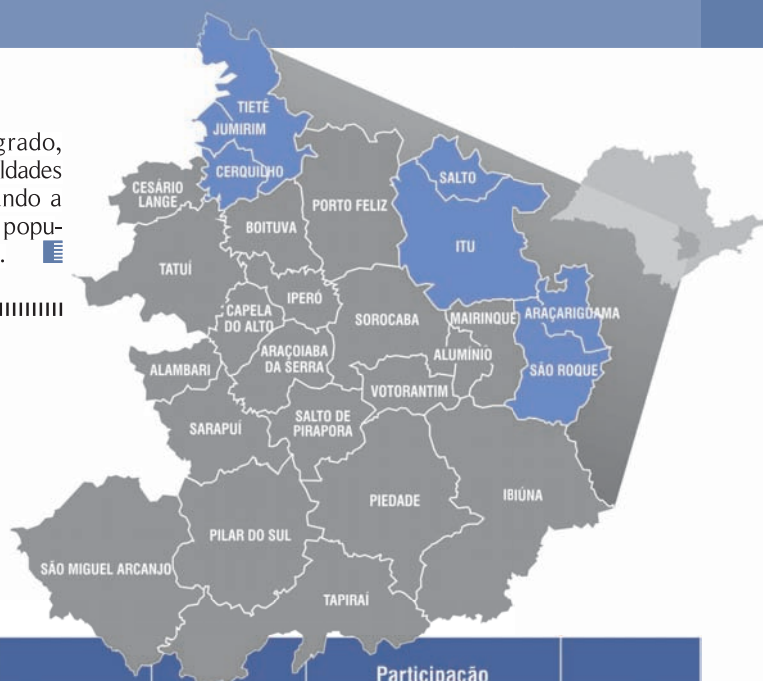 grado,
ldades
ndo a
popu-
.
TIETÊ
JUMIRIM
CERQUILHO
CESÁRIO
LANGE
PORTO FELIZ
SALTO
BOITUVA
ITU
TATUÍ
IPERÓ
CAPELA
DO ALTO
SOROCABA
MAIRINQUE
ARAÇARIGUAMA
ARAÇOIABA
DA SERRA
ALUMÍNIO
ALAMBARI
SÃO ROQUE
VOTORANTIM
SARAPUÍ
SALTO DE
PIRAPORA
PIEDADE
IBIÚNA
PILAR DO SUL
SÃO MIGUEL ARCANJO
TAPIRAÍ
Participação